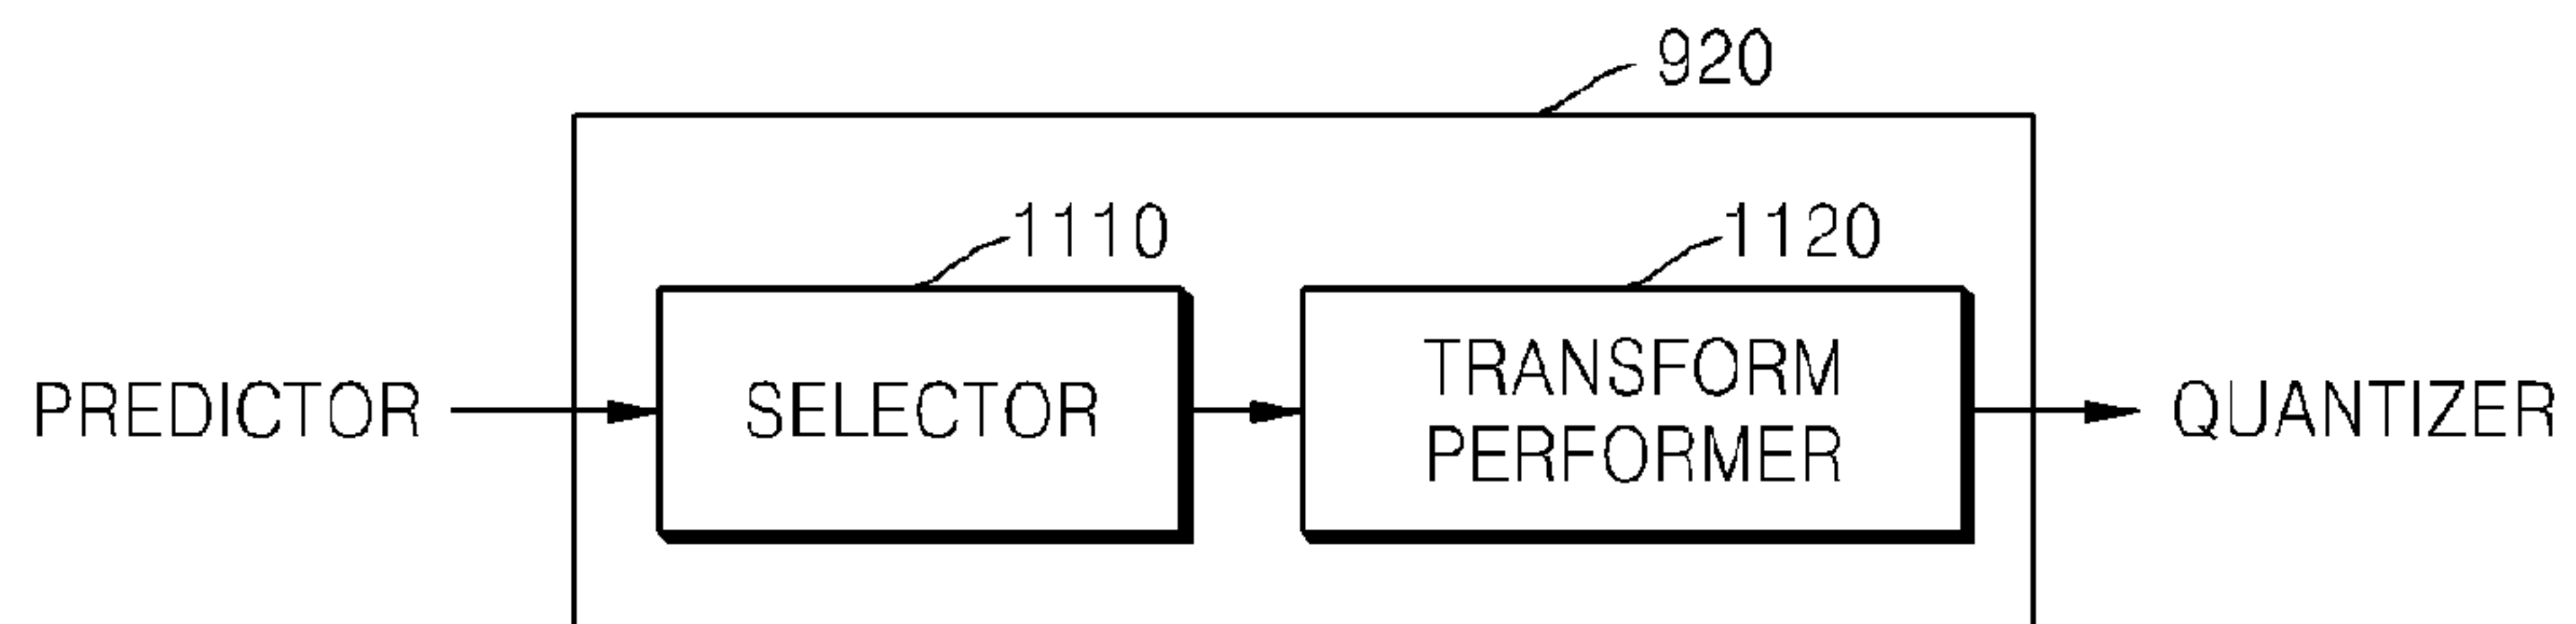 920
1110
1120
PREDICTOR
SELECTOR
TRANSFORM
PERFORMER
QUANTIZER